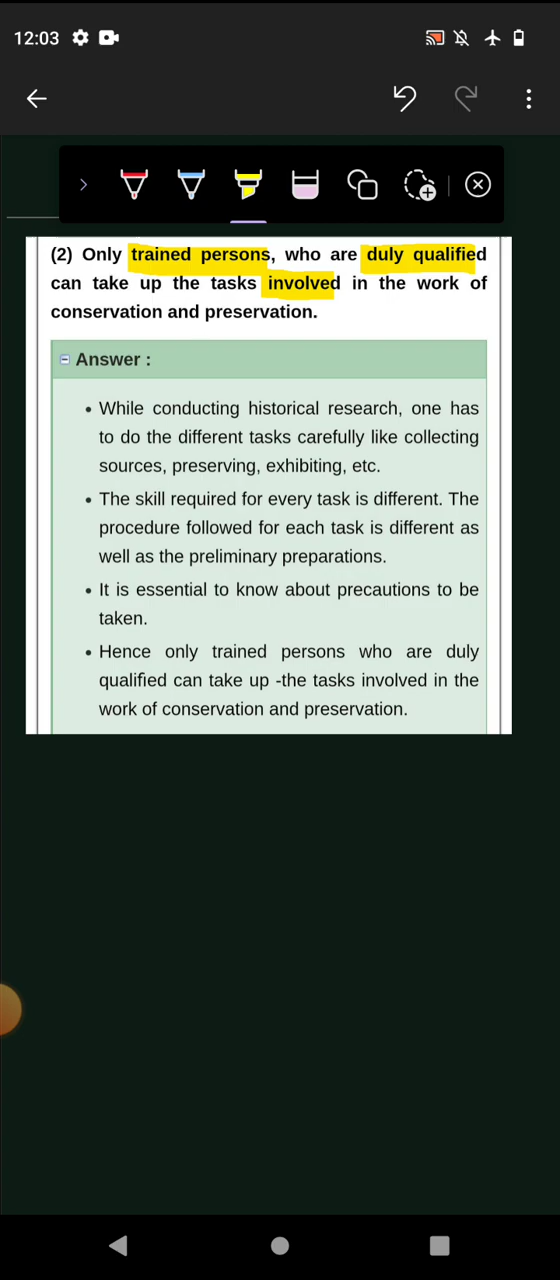 12:03
(2) Only trained persons, who are duly qualified
can take up the tasks involved in the work of
conservation and preservation.
Answer :
• While conducting historical research, one has
to do the different tasks carefully like collecting
sources, preserving, exhibiting, etc.
• The skill required for every task is different. The
procedure followed for each task is different as
well as the preliminary preparations.
• It is essential to know about precautions to be
taken.
• Hence only trained persons who are duly
qualified can take up -the tasks involved in the
work of conservation and preservation.